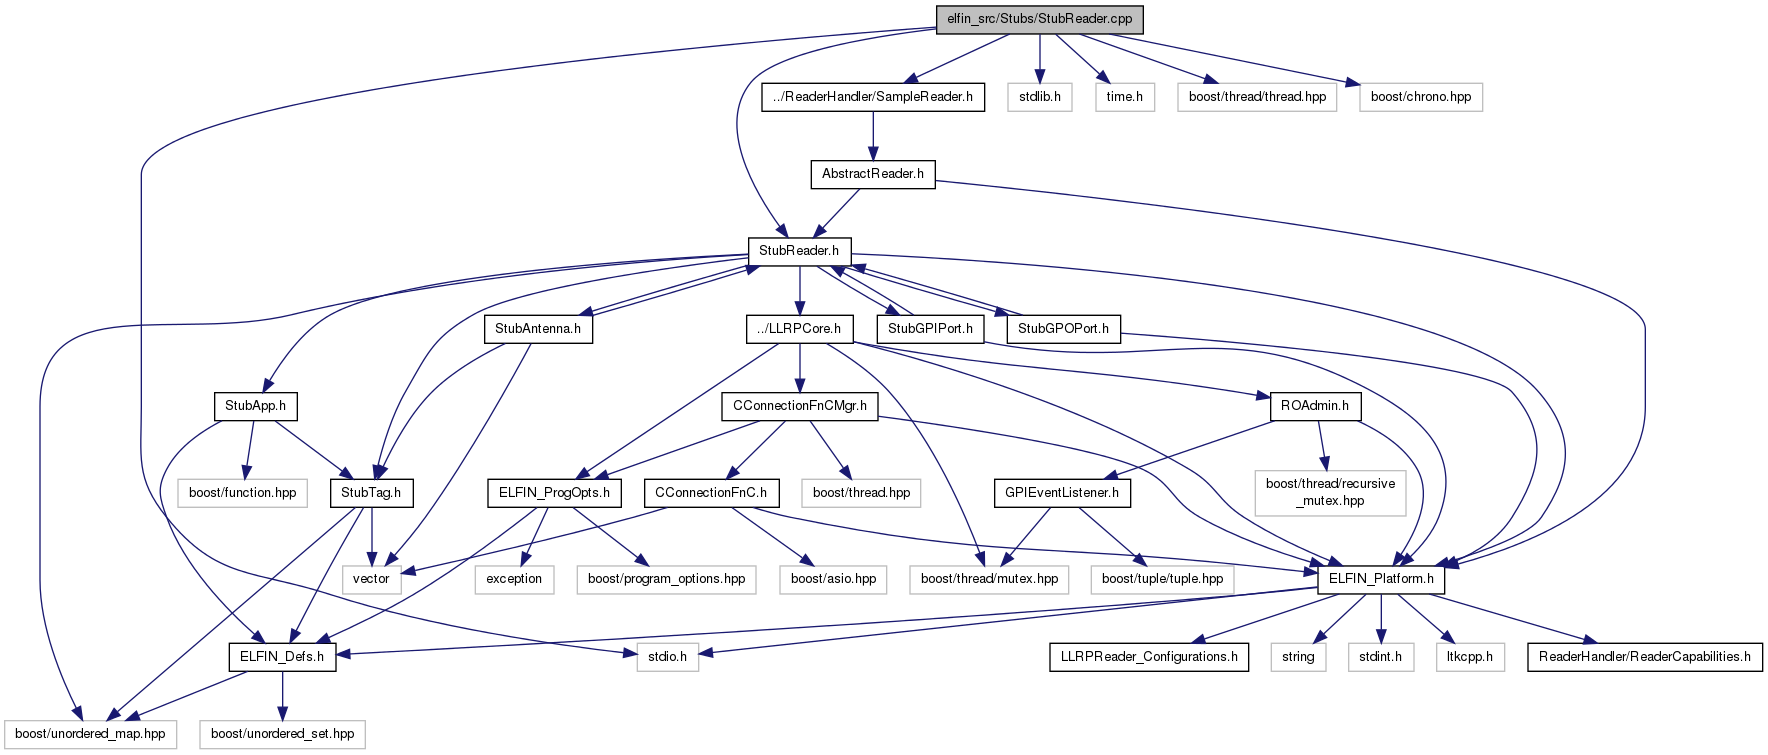 elfin_src/Stubs/StubReader.cpp
../ReaderHandler/SampleReader.h
stdlib.h
time.h
boost/thread/thread.hpp
boost/chrono.hpp
AbstractReader.h
StubReader.h
StubAntenna.h
../LLRPCore.h
StubGPIPort.h
StubGPOPort.h
StubApp.h
CConnectionFnCMgr.h
ROAdmin.h
boost/function.hpp
StubTag.h
ELFIN_ProgOpts.h
CConnectionFnC.h
boost/thread.hpp
GPIEventListener.h
boost/thread/recursive
_mutex.hpp
vector
exception
boost/program_options.hpp
boost/asio.hpp
boost/thread/mutex.hpp
boost/tuple/tuple.hpp
ELFIN_Platform.h
ELFIN_Defs.h
stdio.h
LLRPReader_Configurations.h
string
stdint.h
ltkcpp.h
ReaderHandler/ReaderCapabilities.h
boost/unordered_map.hpp
boost/unordered_set.hpp